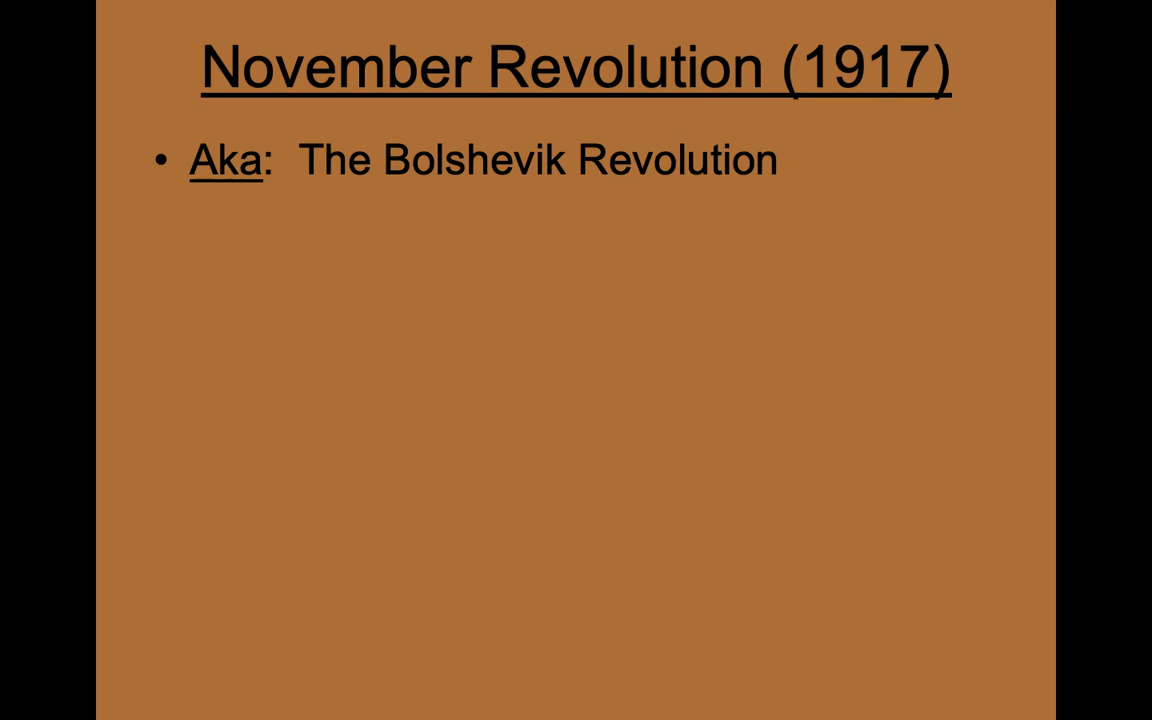 November Revolution (1917)
• Aka: The Bolshevik Revolution